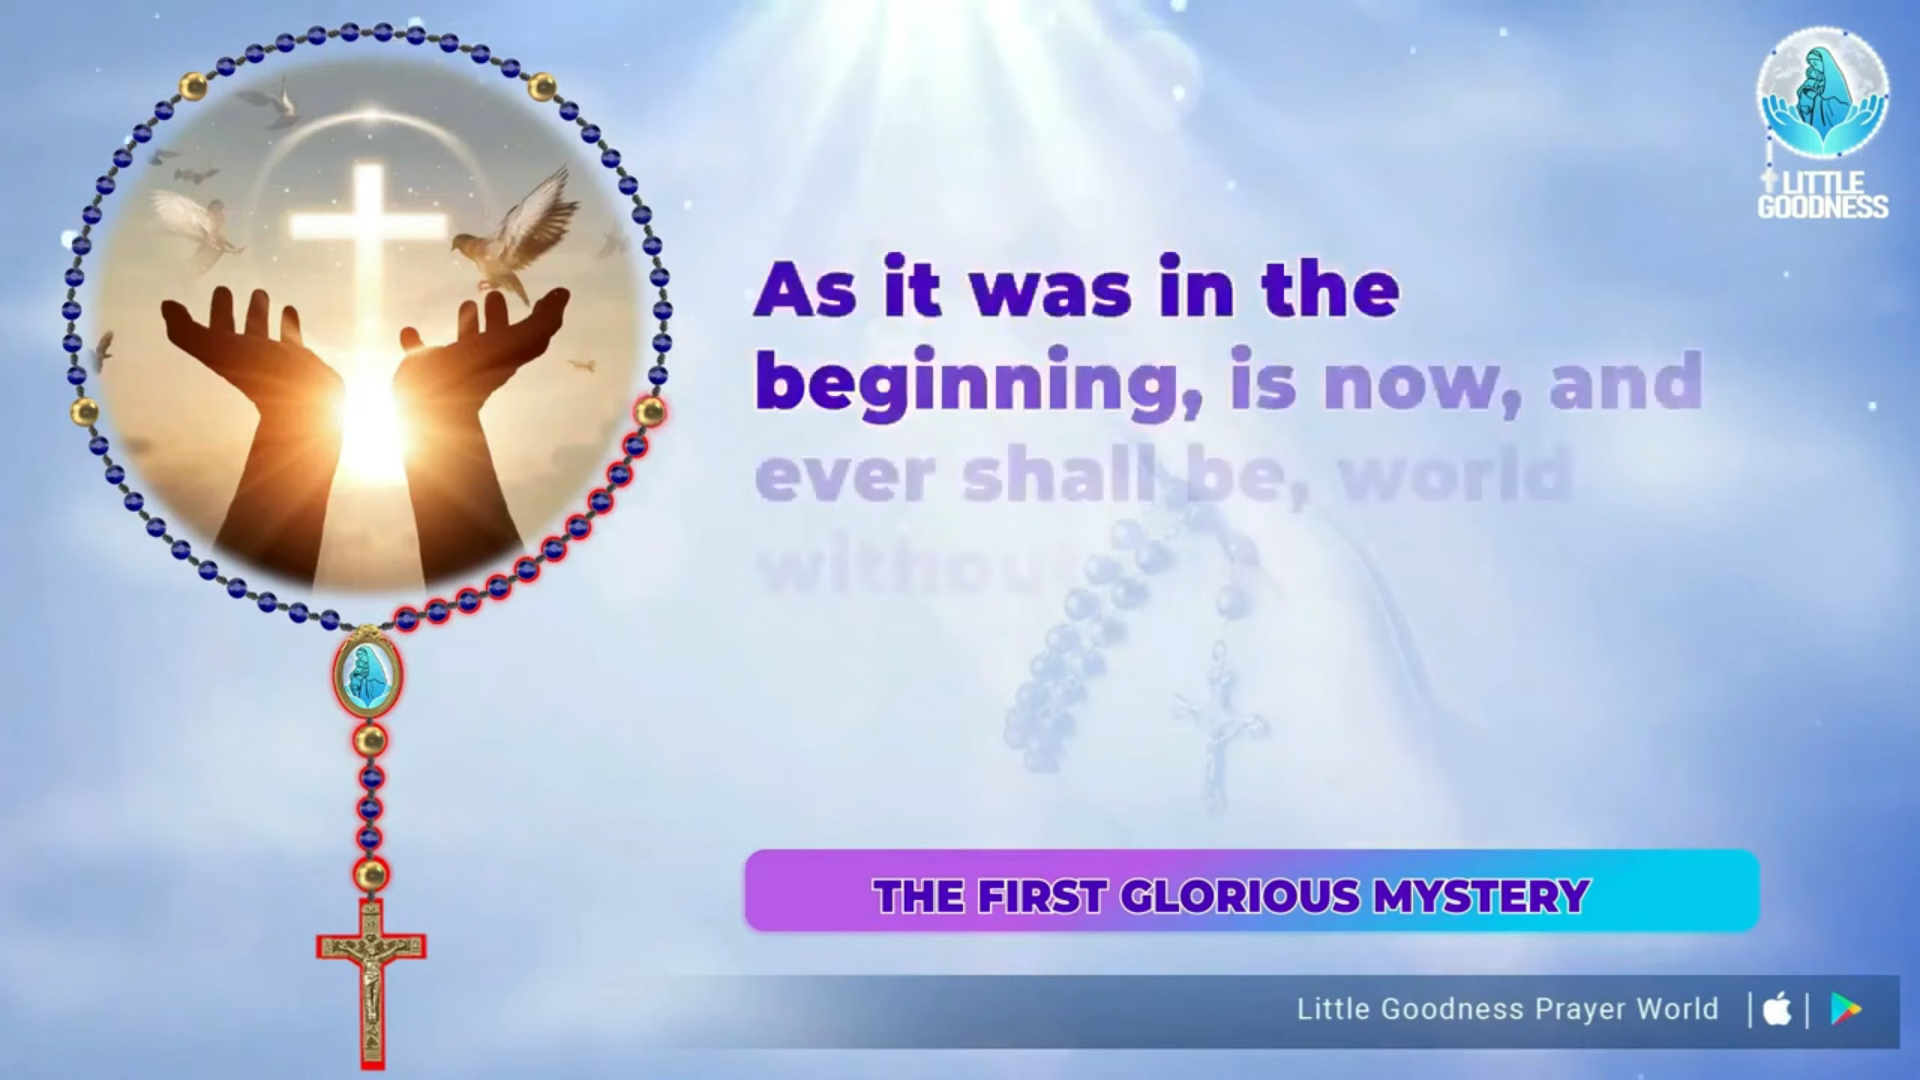 LITTLE
GOODNESS
As it was in the
beginning, is now, and
ever shall be, world
without
THE FIRST GLORIOUS MYSTERY
Little Goodness Prayer World